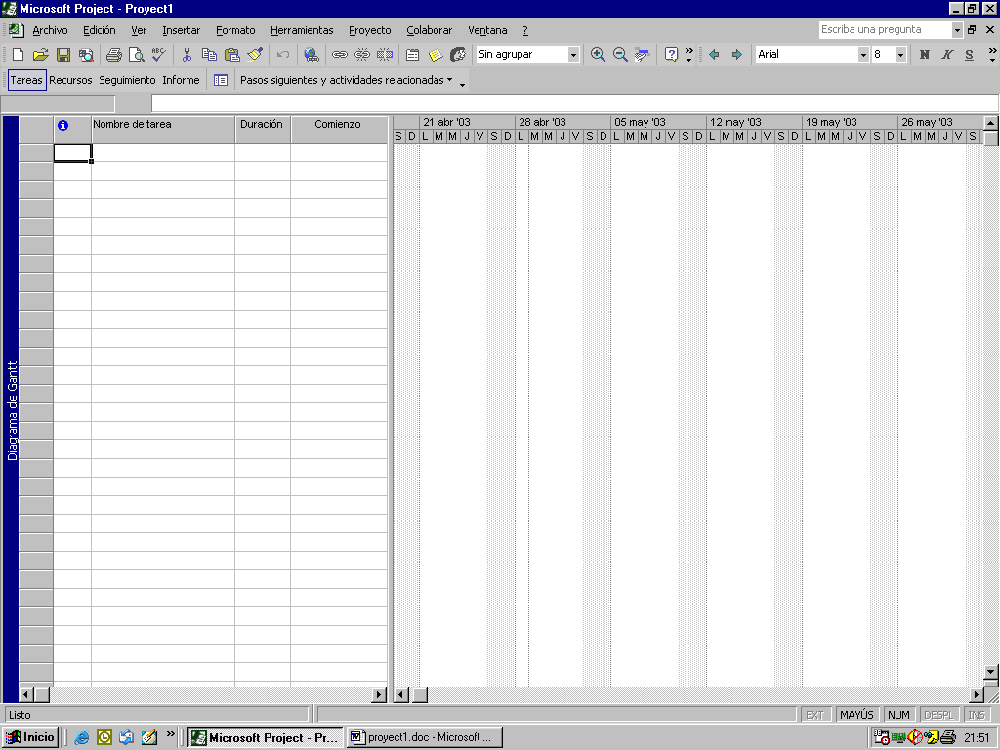 Microsoft Project - Proyect1
Archivo Edición Ver Insertar Formato Herramientas Proyecto Colaborar Ventana ?
Escriba una pregunta
ABC Sin agrupar ? » Arial 8 N K S »
Tareas Recursos Seguimiento Informe Pasos siguientes y actividades relacionadas
i Nombre de tarea Duración Comienzo
21 abr '03 28 abr '03 05 may '03 12 may '03 19 may '03 26 may '03
S D L M M J V S D L M M J V S D L M M J V S D L M M J V S D L M M J V S D L M M J V S
Diagrama de Gantt
Listo
EXT MAYÚS NUM DESPL INS
Inicio » Microsoft Project - Pr... proyect1.doc - Microsoft ... 21:51